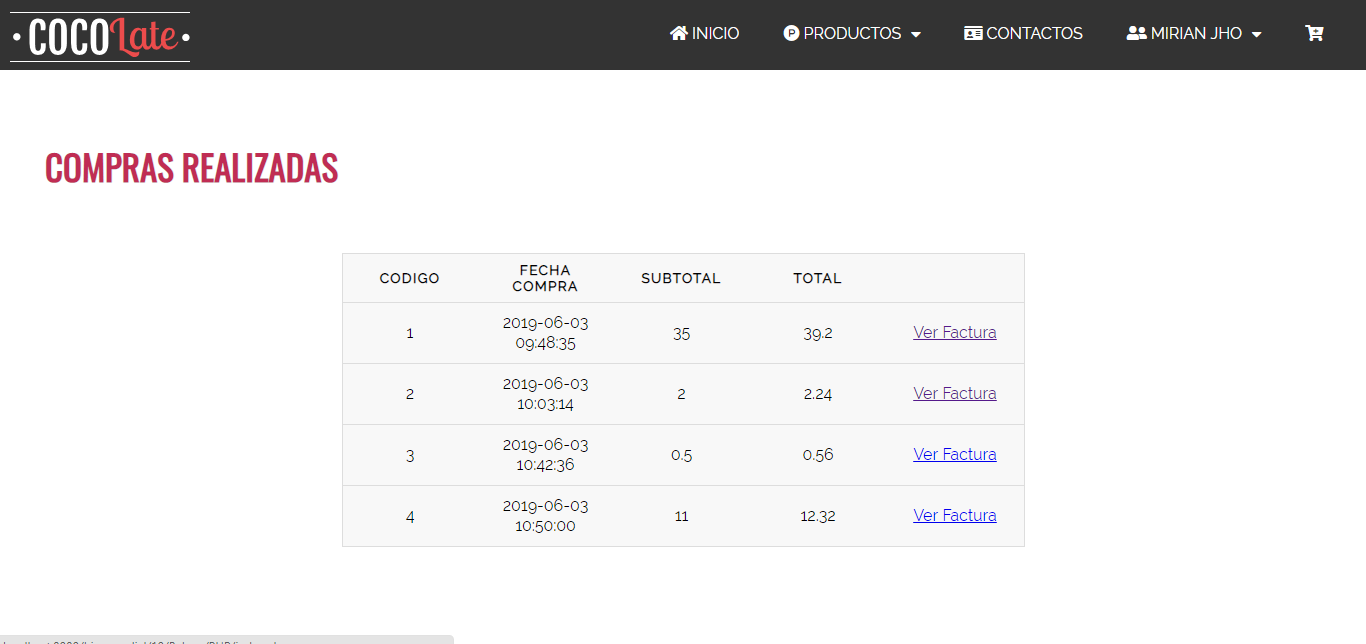 • COCOLate •
INICIO
PRODUCTOS
CONTACTOS
MIRIAN JHO
COMPRAS REALIZADAS
CODIGO FECHA COMPRA SUBTOTAL TOTAL
1 2019-06-03 09:48:35 35 39.2 Ver Factura
2 2019-06-03 10:03:14 2 2.24 Ver Factura
3 2019-06-03 10:42:36 0.5 0.56 Ver Factura
4 2019-06-03 10:50:00 11 12.32 Ver Factura